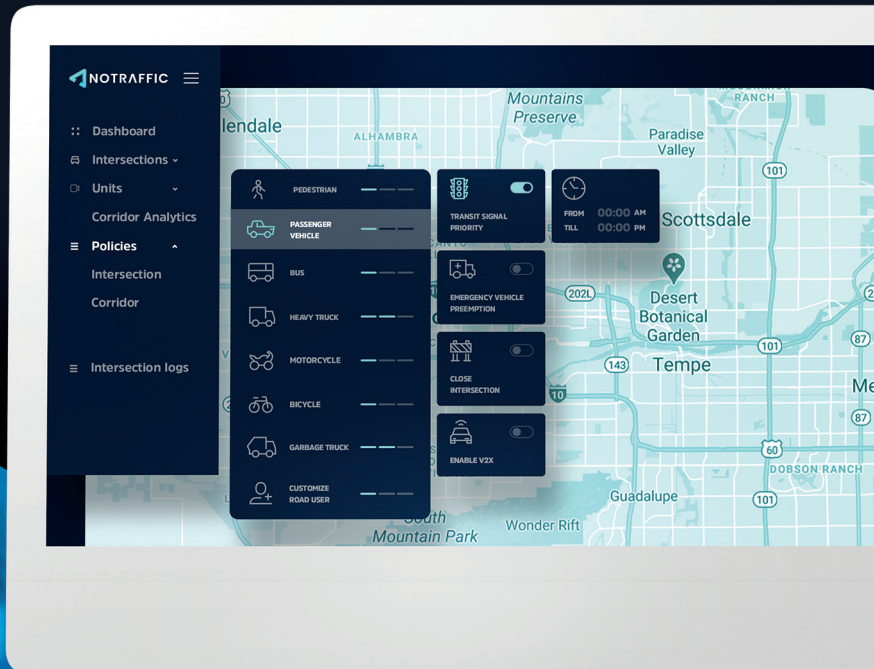 NOTRAFFIC
Dashboard
Intersections
Units
Corridor Analytics
Policies
Intersection
Corridor
Intersection logs
PEDESTRIAN
PASSENGER
VEHICLE
BUS
HEAVY TRUCK
MOTORCYCLE
BICYCLE
GARBAGE TRUCK
CUSTOMIZE
ROAD USER
TRANSIT SIGNAL
PRIORITY
EMERGENCY VEHICLE
PREEMPTION
CLOSE
INTERSECTION
ENABLE V2X
FROM 00:00 AM
TILL 00:00 PM
lendale
ALHAMBRA
Mountains
Preserve
RANCH
Paradise
Valley
101
Scottsdale
202L
Desert
Botanical
Garden
101
87
143
Tempe
10
Me
87
60
DOBSON RANCH
Guadalupe
101
South
Mountain Park
Wonder Rift